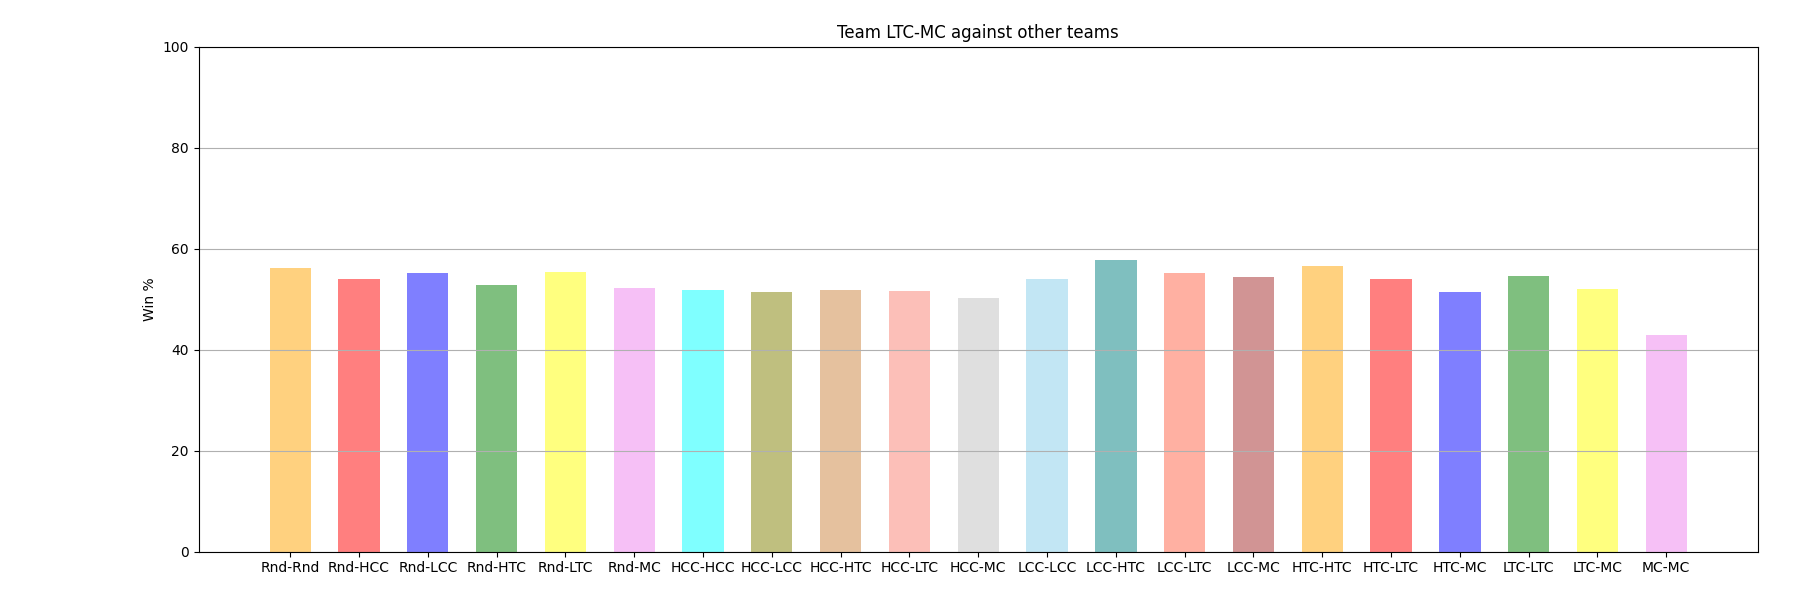 Team LTC-MC against other teams
100
80
60
40
20
0
Win %
Rnd-Rnd Rnd-HCC Rnd-LCC Rnd-HTC Rnd-LTC Rnd-MC HCC-HCC HCC-LCC HCC-HTC HCC-LTC HCC-MC LCC-LCC LCC-HTC LCC-LTC LCC-MC HTC-HTC HTC-LTC HTC-MC LTC-LTC LTC-MC MC-MC